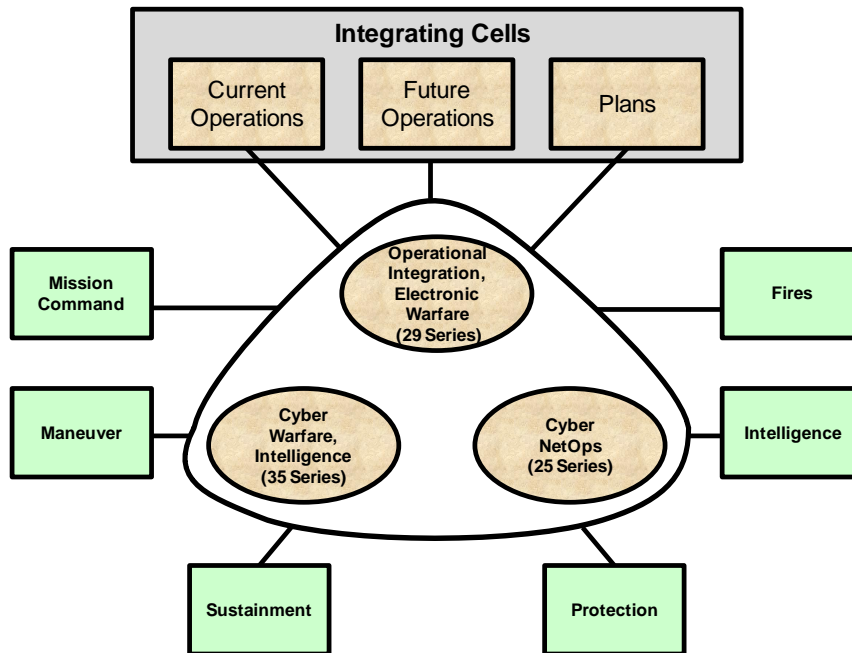 Integrating Cells
Current
Operations
Future
Operations
Plans
Operational
Integration,
Electronic
Warfare
(29 Series)
Mission
Command
Fires
Maneuver
Cyber
Warfare,
Intelligence
(35 Series)
Cyber
NetOps
(25 Series)
Intelligence
Sustainment
Protection